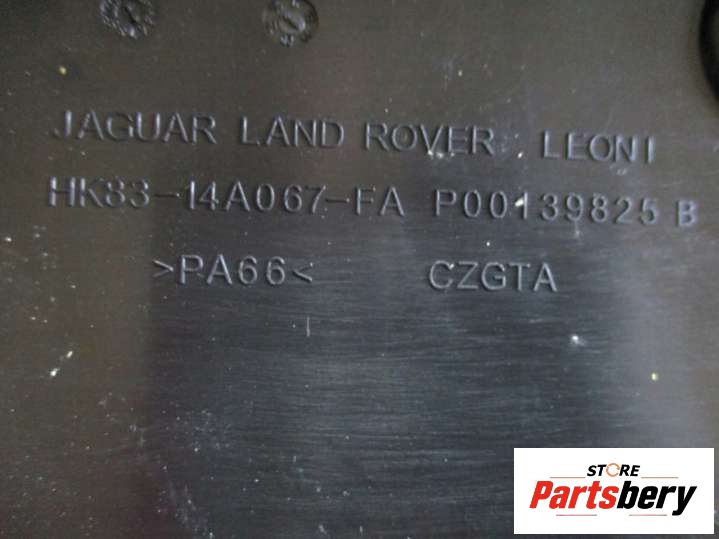 JAGUAR LAND ROVER LEONI
HK83-14A067-FA P00139825 B
>PA66< CZGTA
STORE
Partsbery